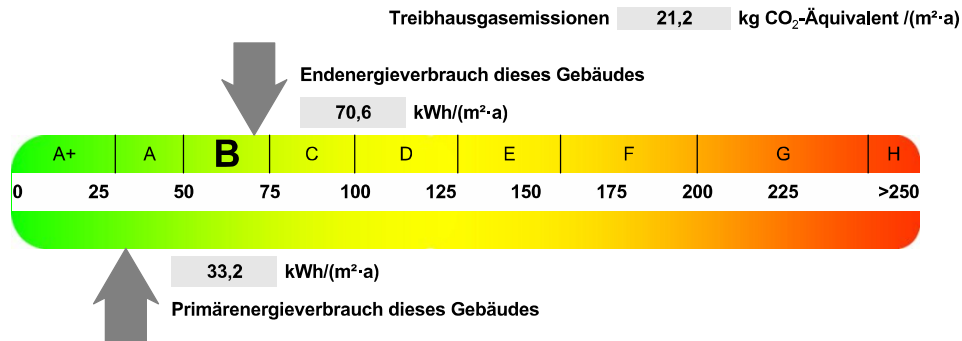 Treibhausgasemissionen 21,2 kg CO₂-Äquivalent /(m²·a)
Endenergieverbrauch dieses Gebäudes
70,6 kWh/(m²·a)
A+ A B C D E F G H
0 25 50 75 100 125 150 175 200 225 >250
33,2 kWh/(m²·a)
Primärenergieverbrauch dieses Gebäudes